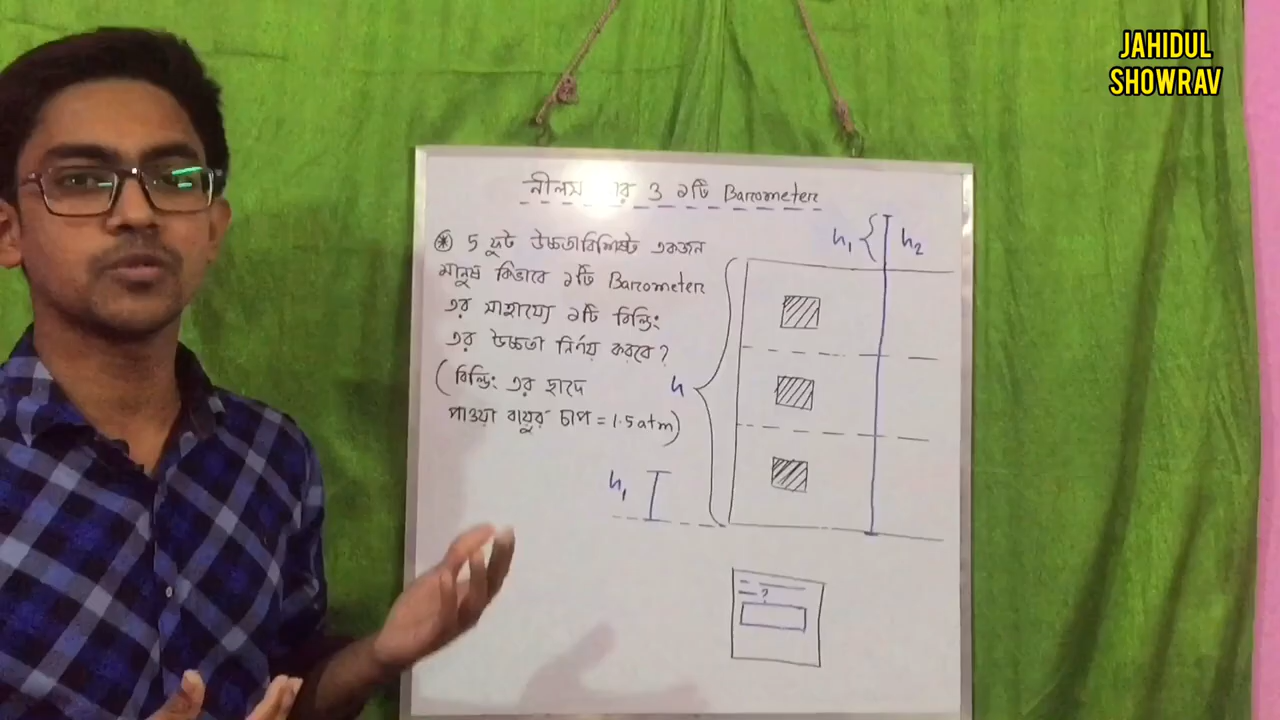 JAHIDUL
SHOWRAV
নীলস র ও ১টি Barometer
* 5 ফুট উচ্চতাবিশিষ্ট একজন
মানুষ কিভাবে ১টি Barometer
এর সাহায্যে ১টি বিল্ডিং
এর উচ্চতা নির্ণয় করবে ?
(বিল্ডিং এর ছাদে
পাওয়া বায়ুর চাপ = 1.5 atm)
h₁
h₂
h
h₁
?